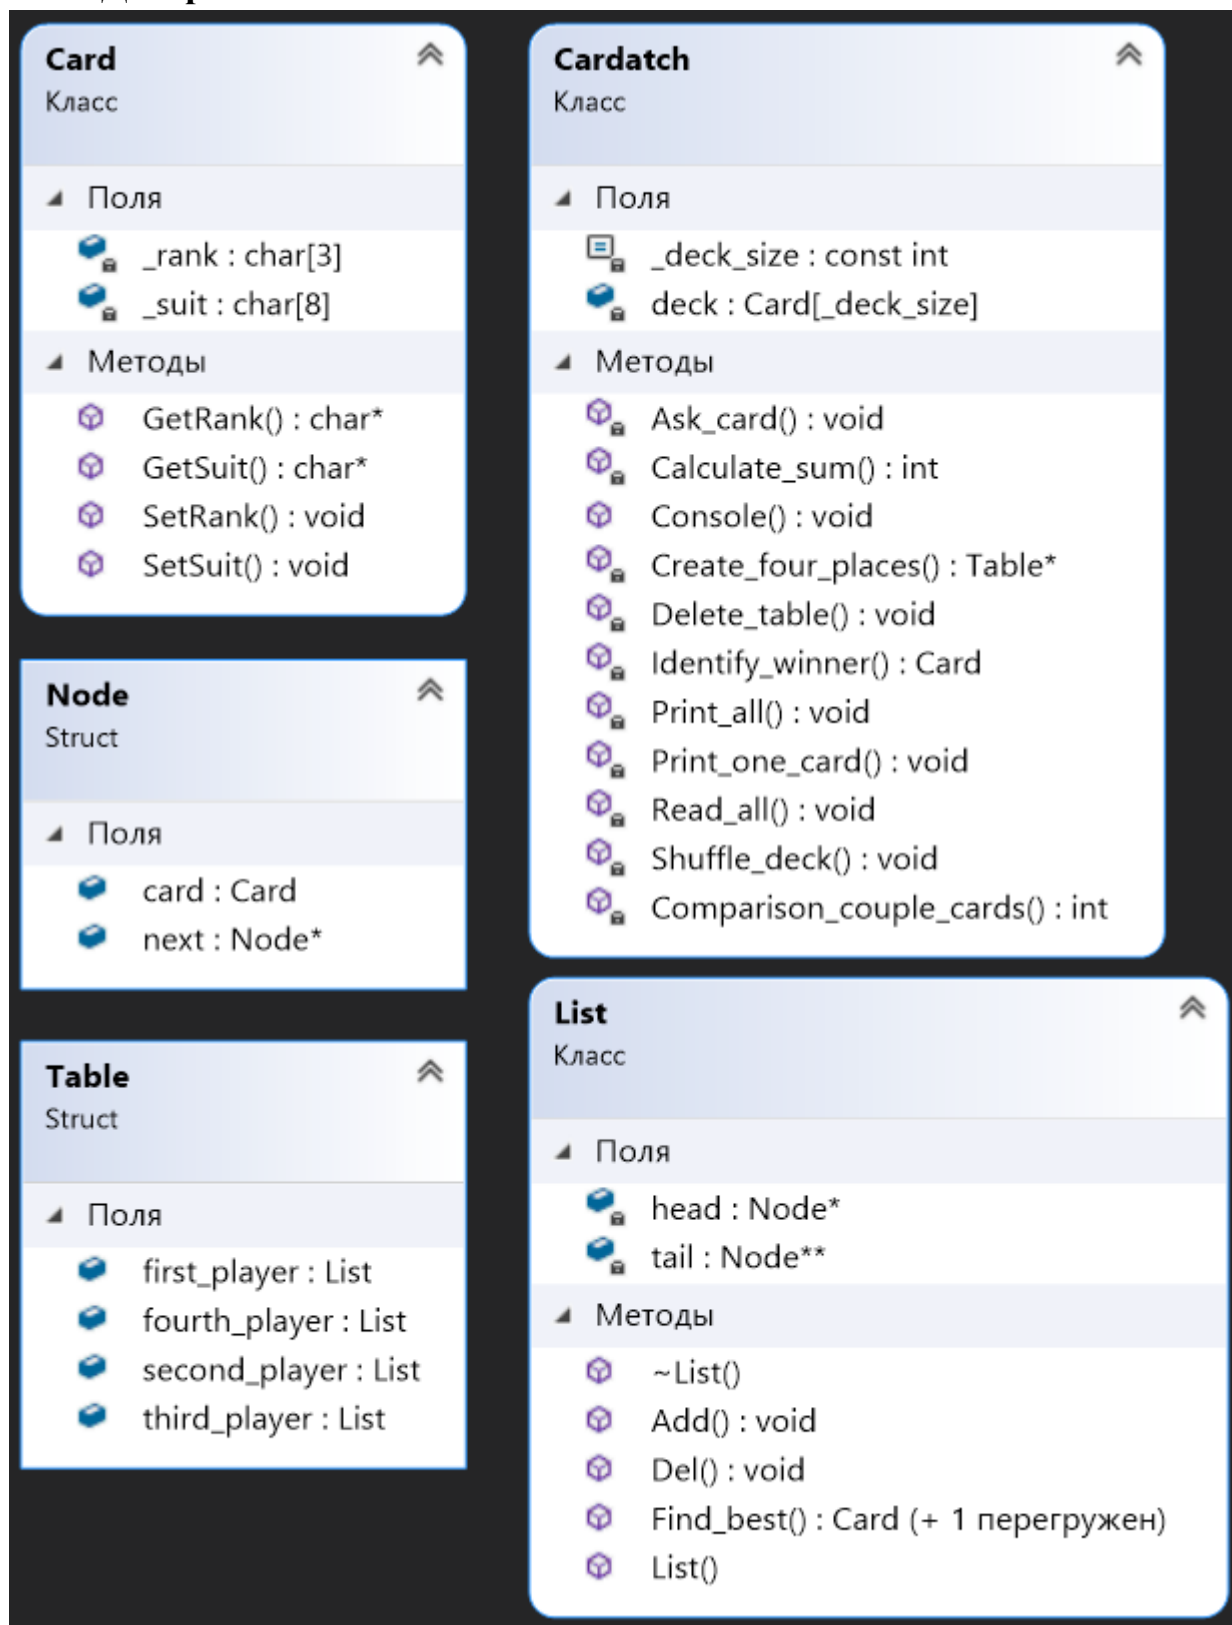 Card
Класс
Поля
_rank : char[3]
_suit : char[8]
Методы
GetRank() : char*
GetSuit() : char*
SetRank() : void
SetSuit() : void
Node
Struct
Поля
card : Card
next : Node*
Table
Struct
Поля
first_player : List
fourth_player : List
second_player : List
third_player : List
Cardatch
Класс
Поля
_deck_size : const int
deck : Card[_deck_size]
Методы
Ask_card() : void
Calculate_sum() : int
Console() : void
Create_four_places() : Table*
Delete_table() : void
Identify_winner() : Card
Print_all() : void
Print_one_card() : void
Read_all() : void
Shuffle_deck() : void
Comparison_couple_cards() : int
List
Класс
Поля
head : Node*
tail : Node**
Методы
~List()
Add() : void
Del() : void
Find_best() : Card (+ 1 перегружен)
List()